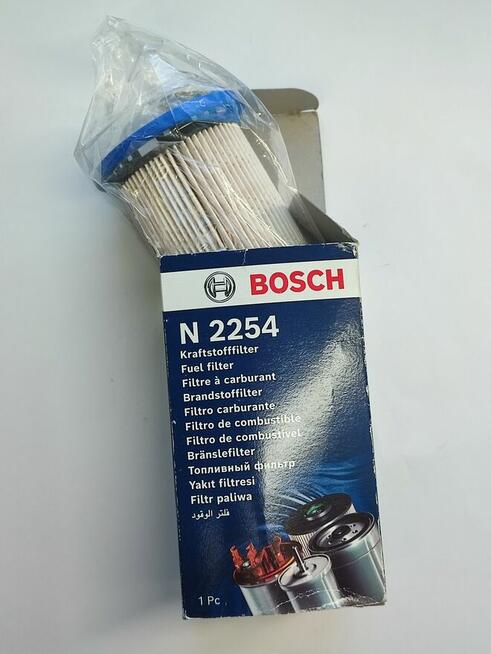 BOSCH
N 2254
Kraftstofffilter
Fuel filter
Filtre à carburant
Brandstoffilter
Filtro carburante
Filtro de combustible
Filtro de combustível
Bränslefilter
Топливный фильтр
Yakıt filtresi
Filtr paliwa
فلتر الوقود
1 Pc